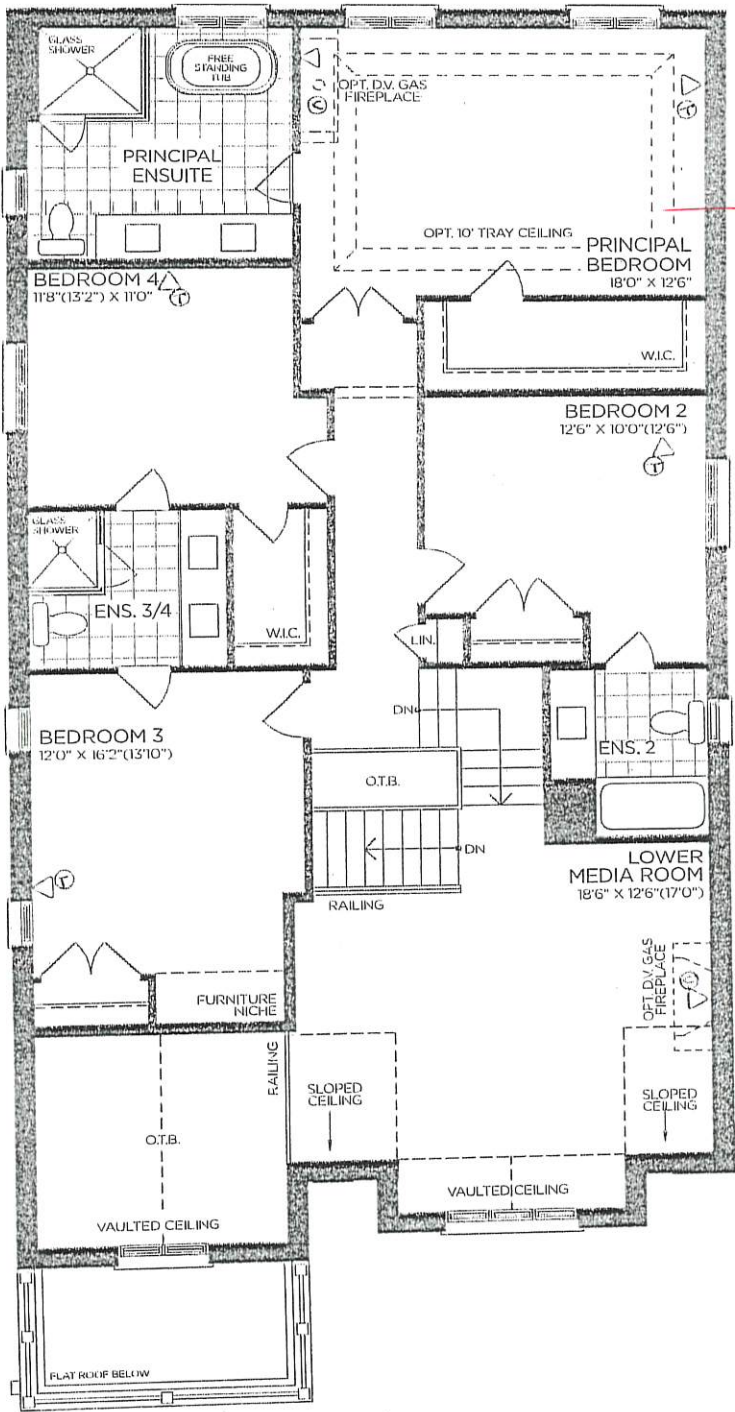 GLASS
SHOWER
FREE
STANDING
TUB
OPT. D.V. GAS
FIREPLACE
PRINCIPAL
ENSUITE
OPT. 10' TRAY CEILING
PRINCIPAL
BEDROOM
18'0" X 12'6"
BEDROOM 4
11'8"(13'2") X 11'0"
W.I.C.
BEDROOM 2
12'6" X 10'0"(12'6")
GLASS
SHOWER
ENS. 3/4
W.I.C.
LIN.
DN
BEDROOM 3
12'0" X 16'2"(13'10")
O.T.B.
ENS. 2
DN
RAILING
LOWER
MEDIA ROOM
18'6" X 12'6"(17'0")
OPT. D.V. GAS
FIREPLACE
FURNITURE
NICHE
RAILING
SLOPED
CEILING
SLOPED
CEILING
O.T.B.
VAULTED CEILING
VAULTED CEILING
FLAT ROOF BELOW